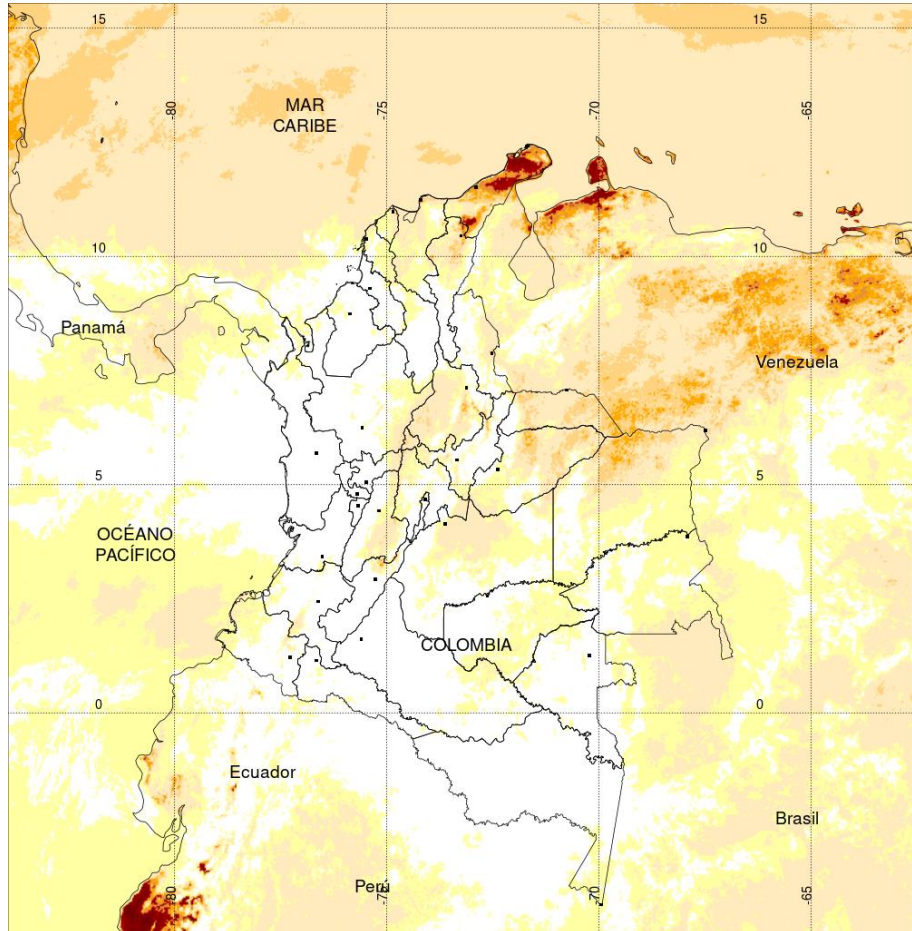 15
15
-80
-75
-70
-65
MAR
CARIBE
10
10
Panamá
Venezuela
5
5
OCÉANO
PACÍFICO
COLOMBIA
0
0
Ecuador
Brasil
Perú
-80
-75
-70
-65